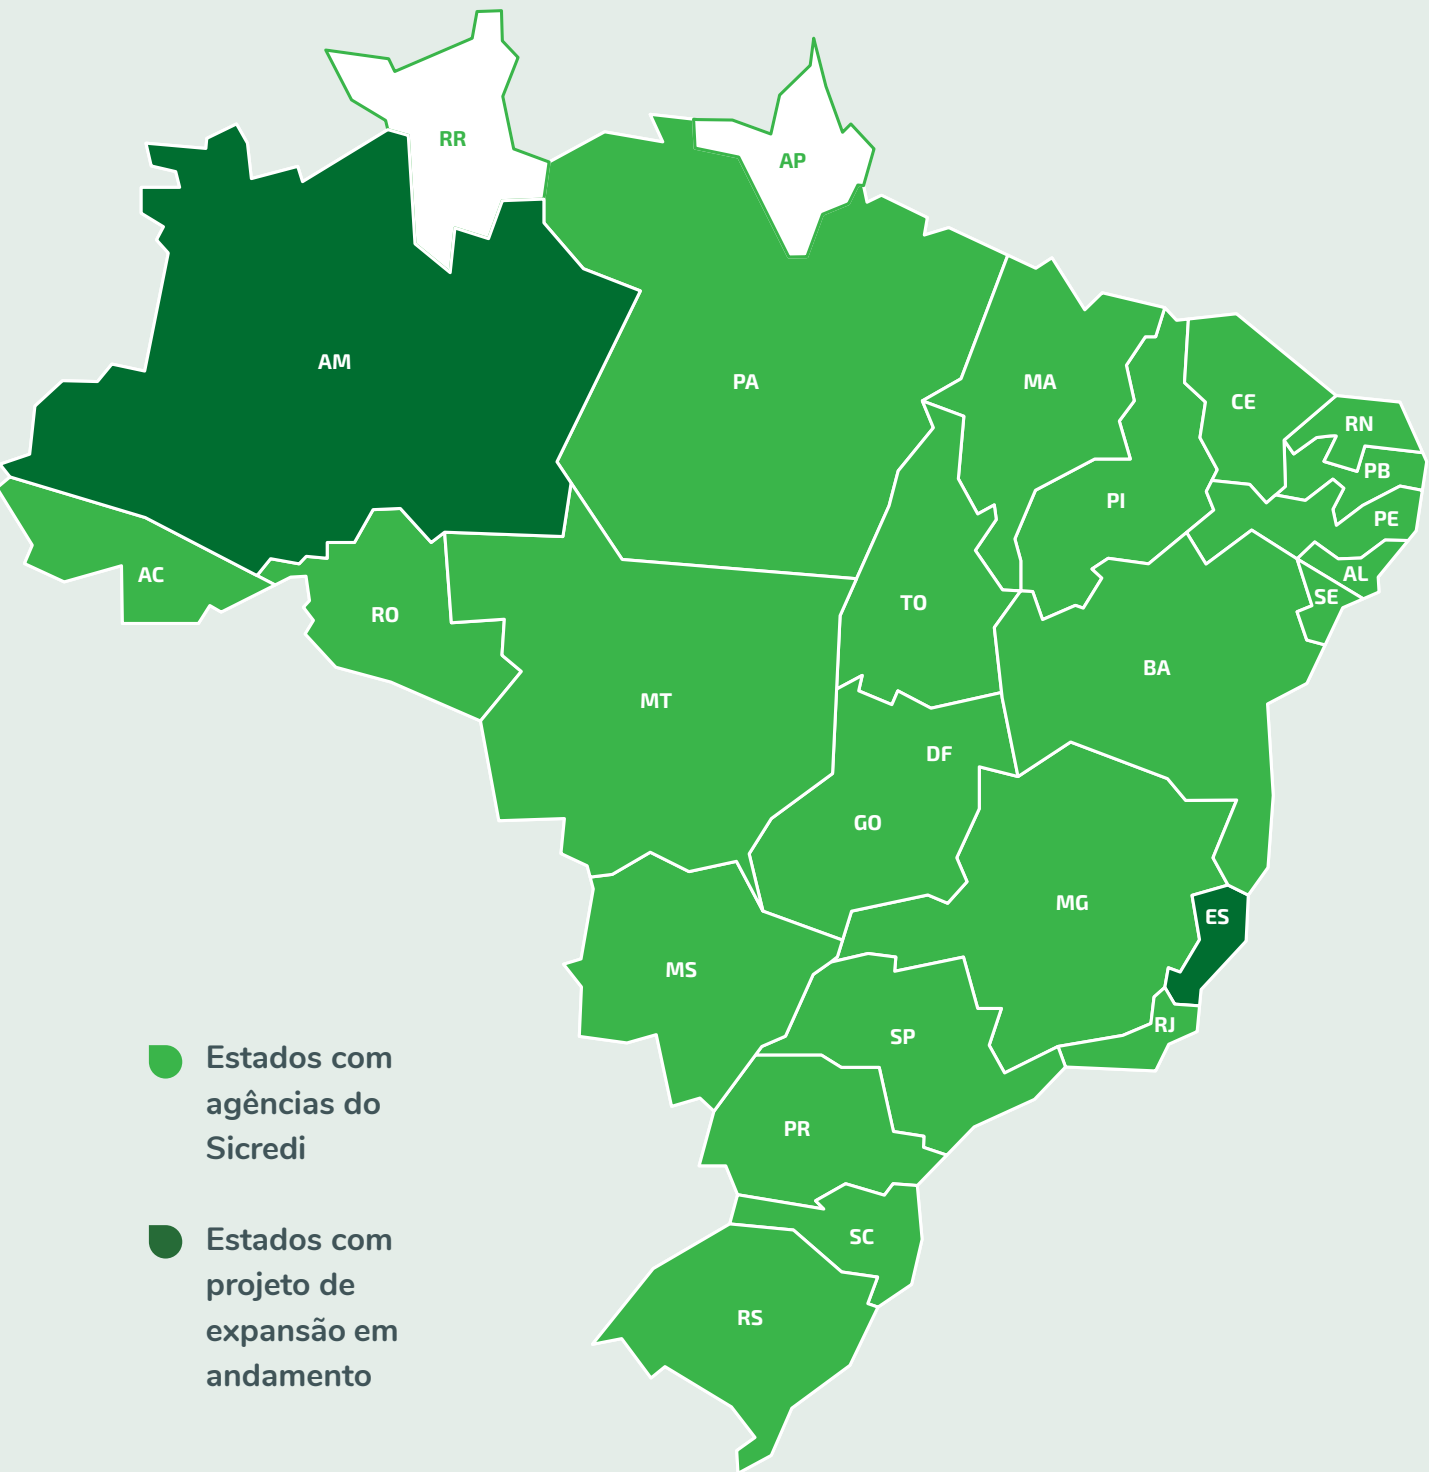 RR
AP
AM
PA
MA
CE
RN
PB
PI
PE
AC
AL
SE
TO
RO
BA
MT
DF
GO
MG
ES
MS
RJ
SP
PR
SC
RS
Estados com
agências do
Sicredi
Estados com
projeto de
expansão em
andamento